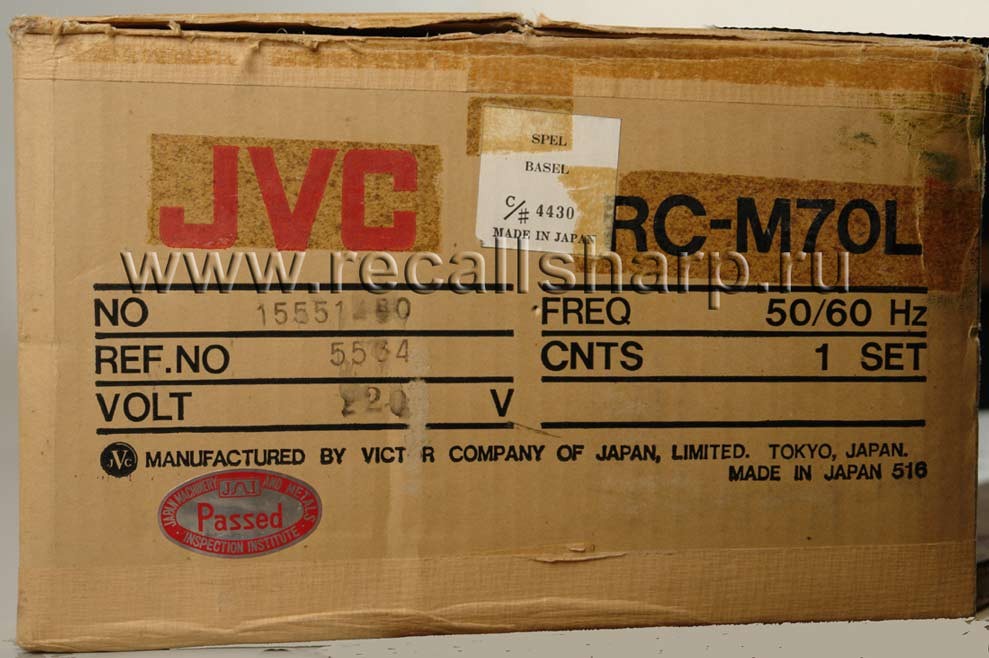 JVC
SPEL
BASEL
C/# 4430
MADE IN JAPAN
RC-M70L
www.recallsharp.ru
NO
FREQ 50/60 Hz
REF.NO 5564
CNTS 1 SET
VOLT 220 V
JVC MANUFACTURED BY VICT R COMPANY OF JAPAN, LIMITED. TOKYO, JAPAN.
MADE IN JAPAN 516
JAPAN MACHINERY AND METALS
JMI
Passed
INSPECTION INSTITUTE